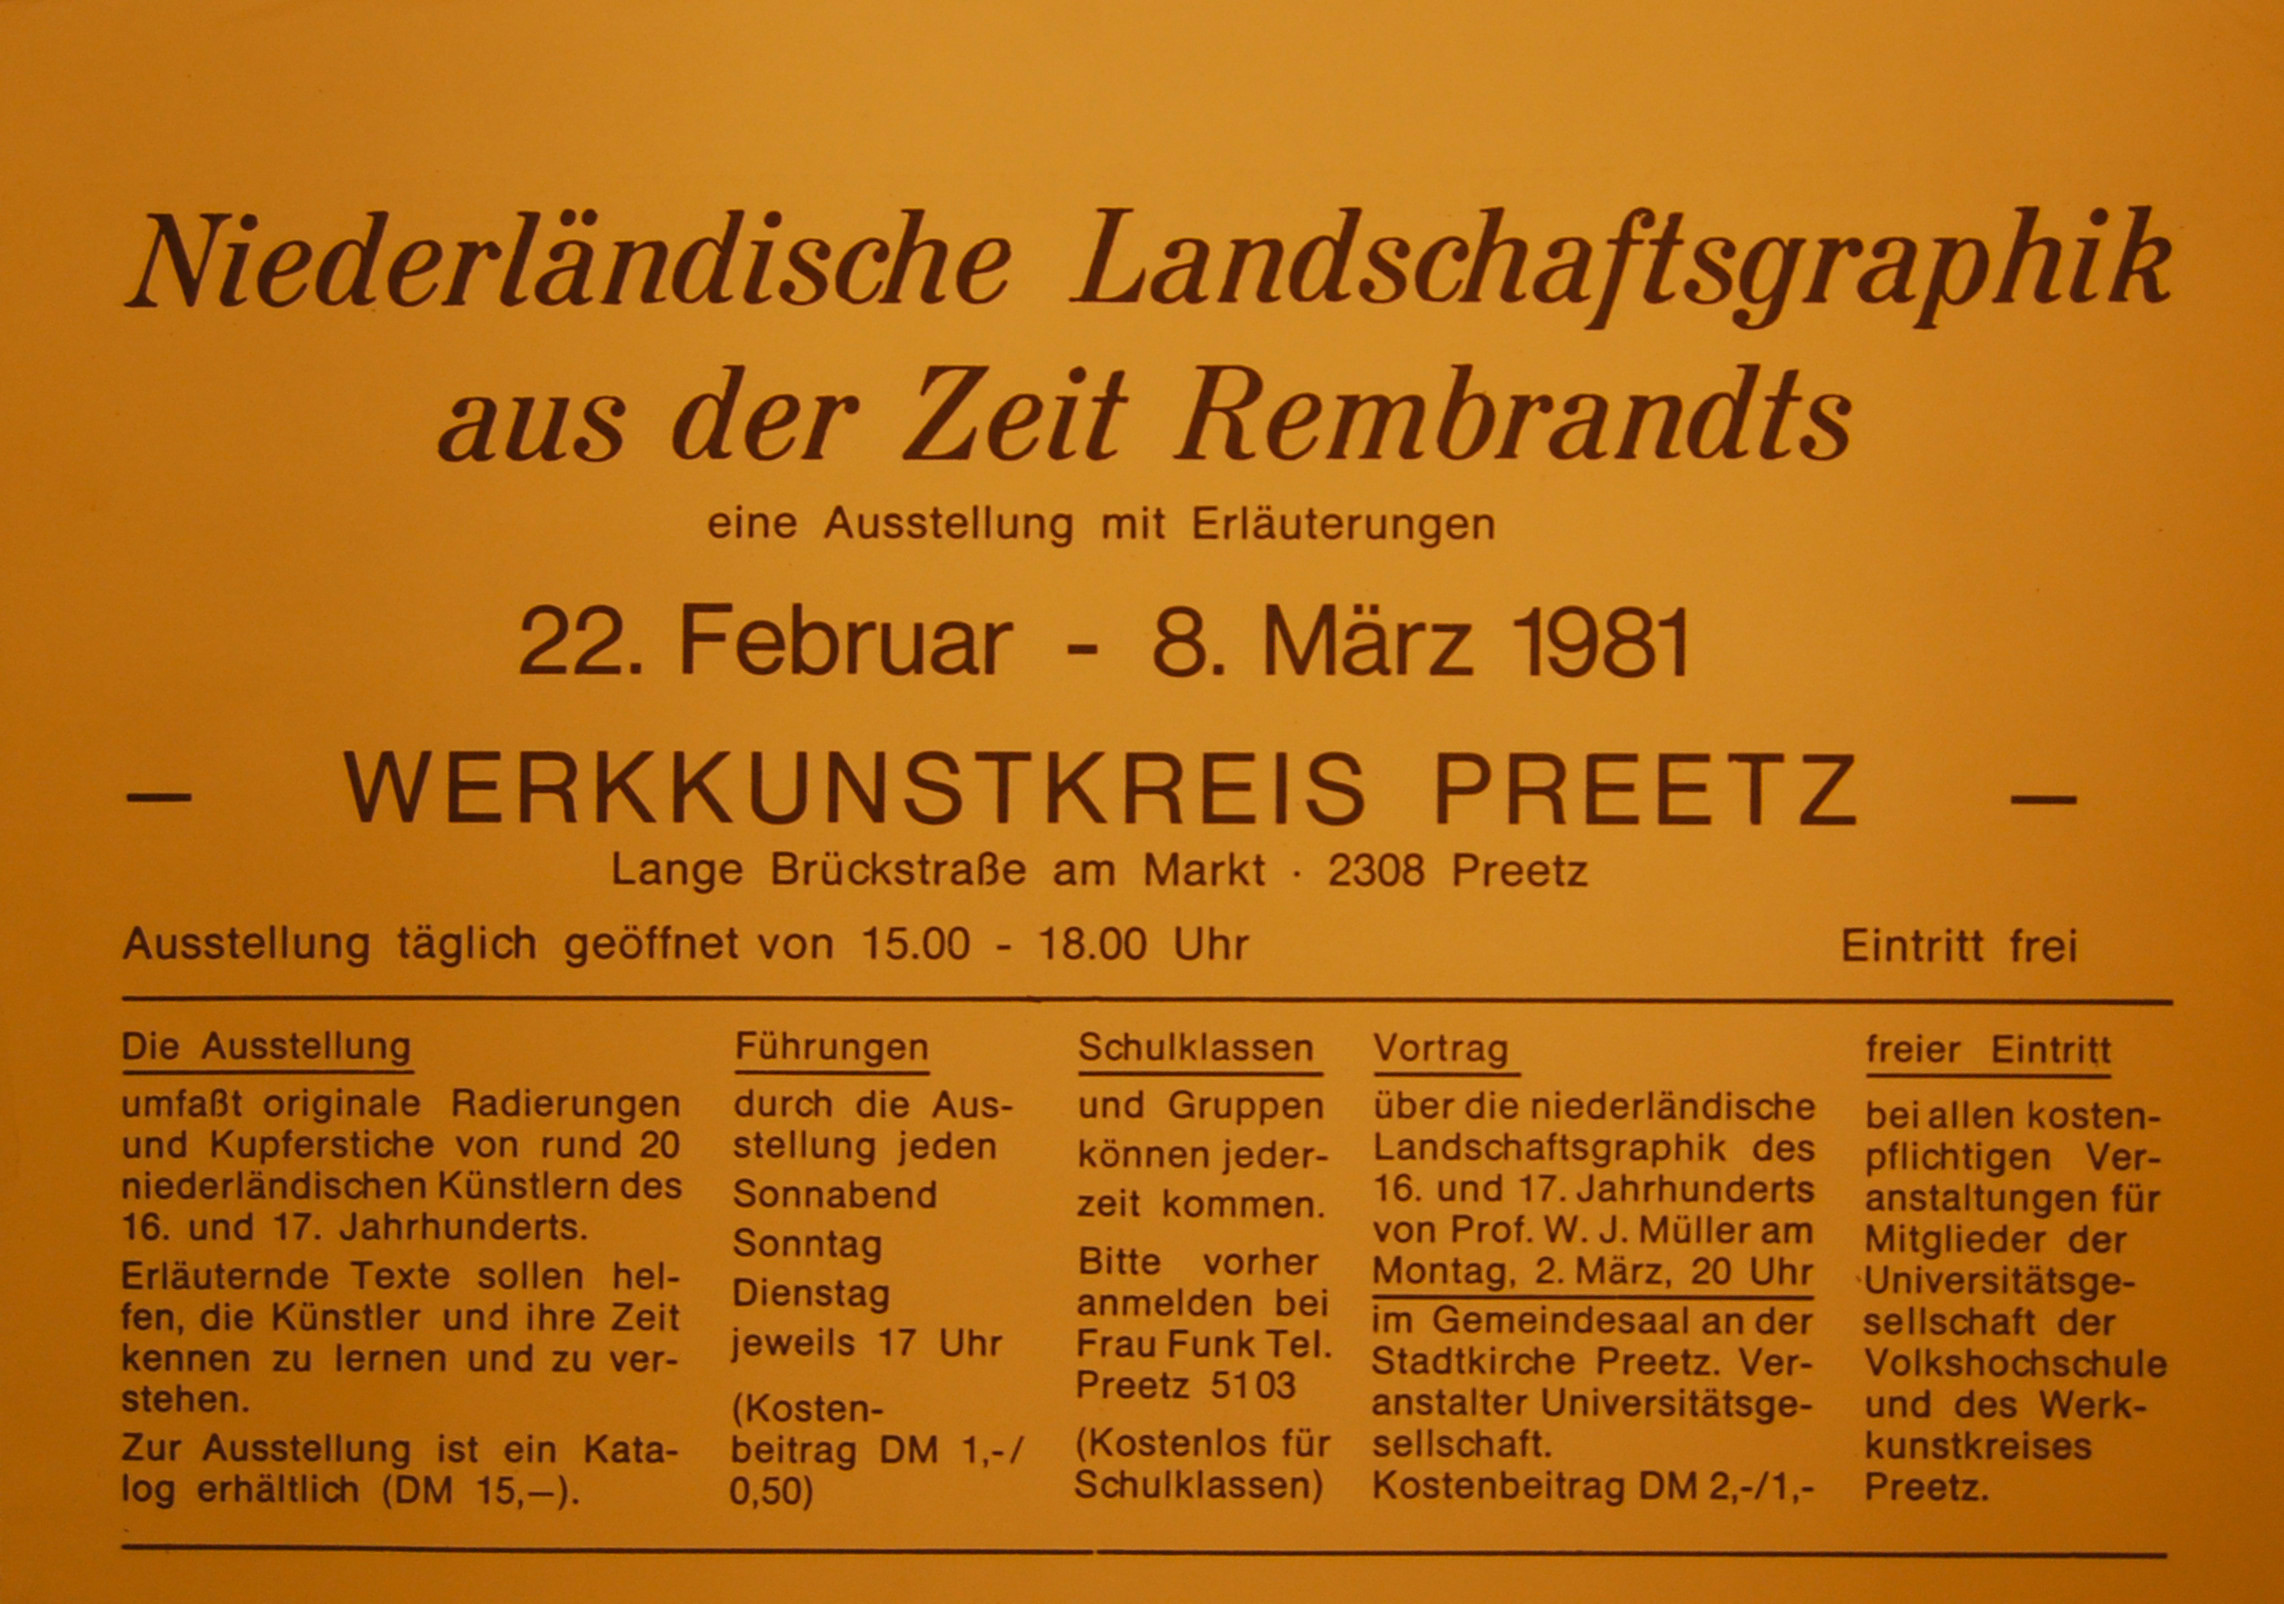 Niederländische Landschaftsgraphik
aus der Zeit Rembrandts
eine Ausstellung mit Erläuterungen
22. Februar - 8. März 1981
— WERKKUNSTKREIS PREETZ —
Lange Brückstraße am Markt · 2308 Preetz
Ausstellung täglich geöffnet von 15.00 - 18.00 Uhr Eintritt frei
Die Ausstellung
umfaßt originale Radierungen
und Kupferstiche von rund 20
niederländischen Künstlern des
16. und 17. Jahrhunderts.
Erläuternde Texte sollen hel-
fen, die Künstler und ihre Zeit
kennen zu lernen und zu ver-
stehen.
Zur Ausstellung ist ein Kata-
log erhältlich (DM 15,—).
Führungen
durch die Aus-
stellung jeden
Sonnabend
Sonntag
Dienstag
jeweils 17 Uhr
(Kosten-
beitrag DM 1,-/
0,50)
Schulklassen
und Gruppen
können jeder-
zeit kommen.
Bitte vorher
anmelden bei
Frau Funk Tel.
Preetz 5103
(Kostenlos für
Schulklassen)
Vortrag
über die niederländische
Landschaftsgraphik des
16. und 17. Jahrhunderts
von Prof. W. J. Müller am
Montag, 2. März, 20 Uhr
im Gemeindesaal an der
Stadtkirche Preetz. Ver-
anstalter Universitätsge-
sellschaft.
Kostenbeitrag DM 2,-/1,-
freier Eintritt
bei allen kosten-
pflichtigen Ver-
anstaltungen für
Mitglieder der
Universitätsge-
sellschaft der
Volkshochschule
und des Werk-
kunstkreises
Preetz.